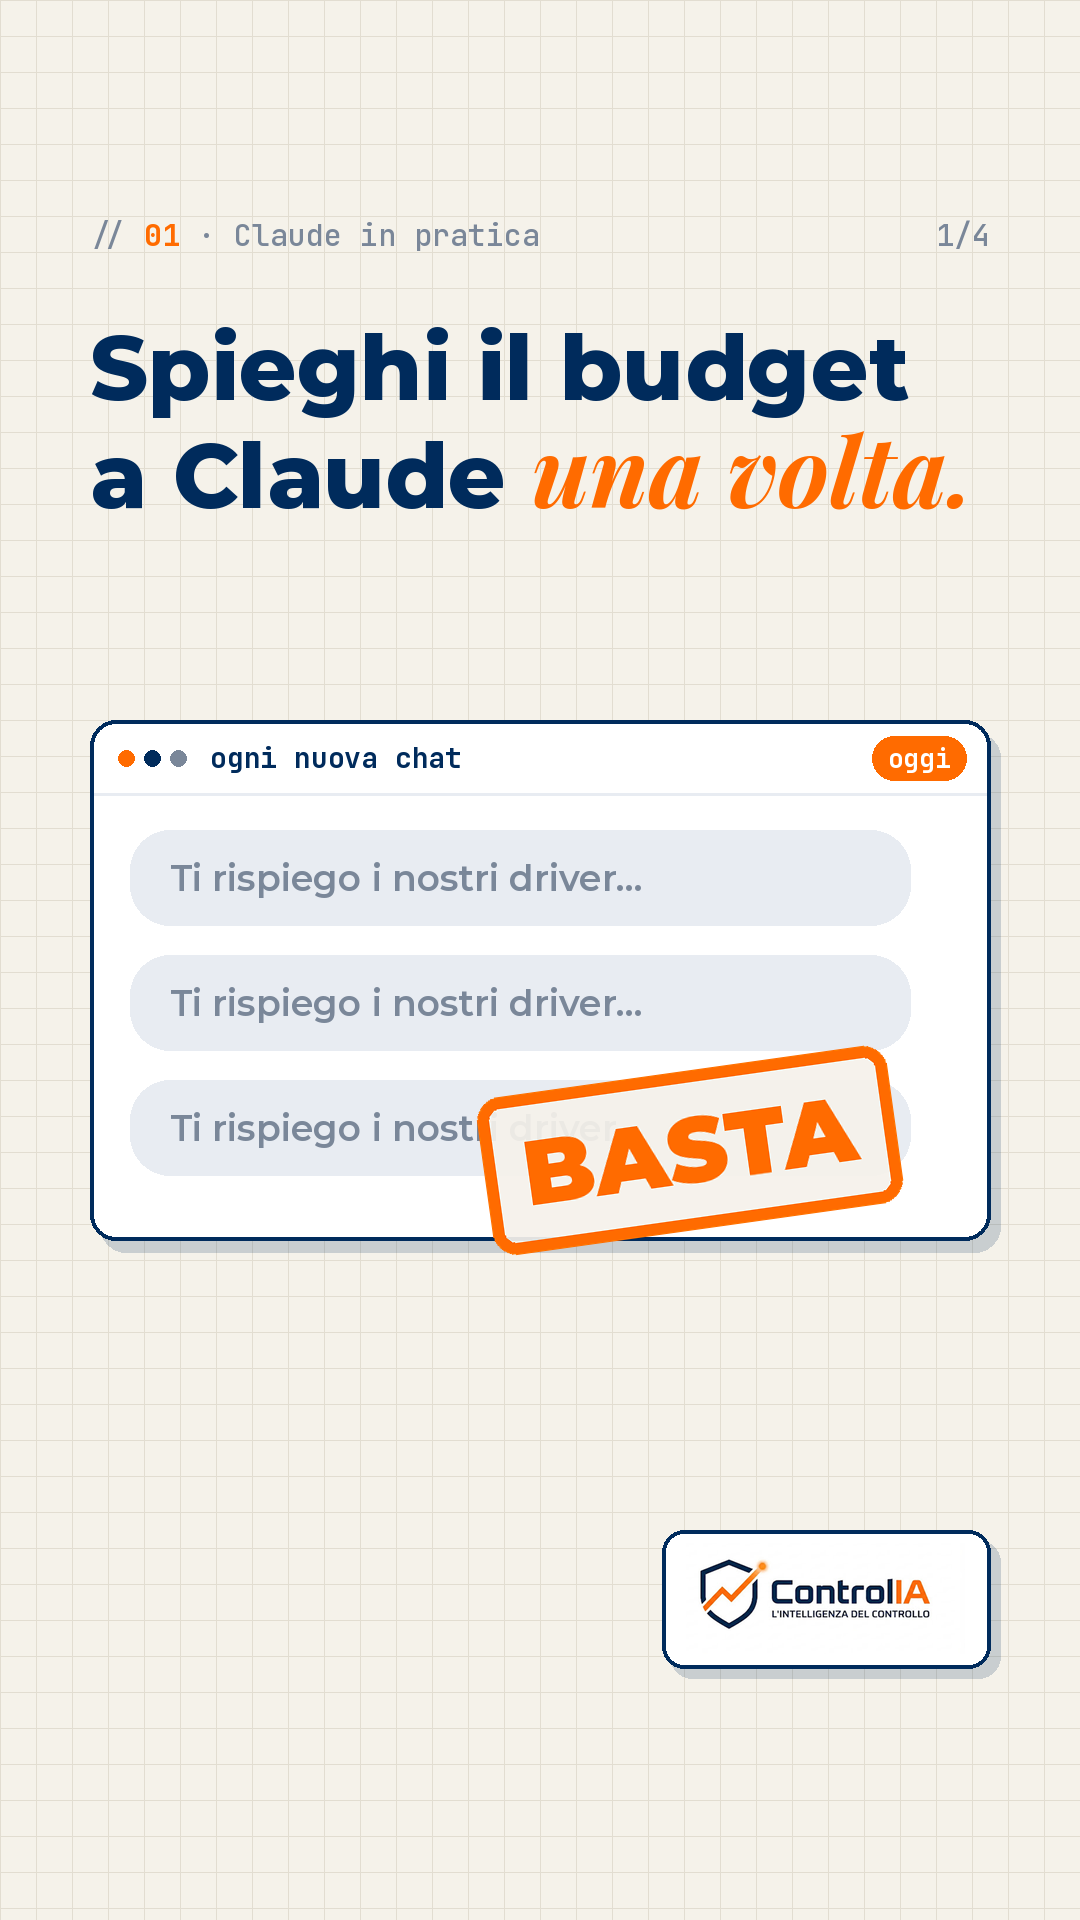 // 01 · Claude in pratica 1/4
Spieghi il budget
a Claude una volta.
ogni nuova chat oggi
Ti rispiego i nostri driver...
Ti rispiego i nostri driver...
Ti rispiego i nostri driver
BASTA
ControlIA
L'INTELLIGENZA DEL CONTROLLO